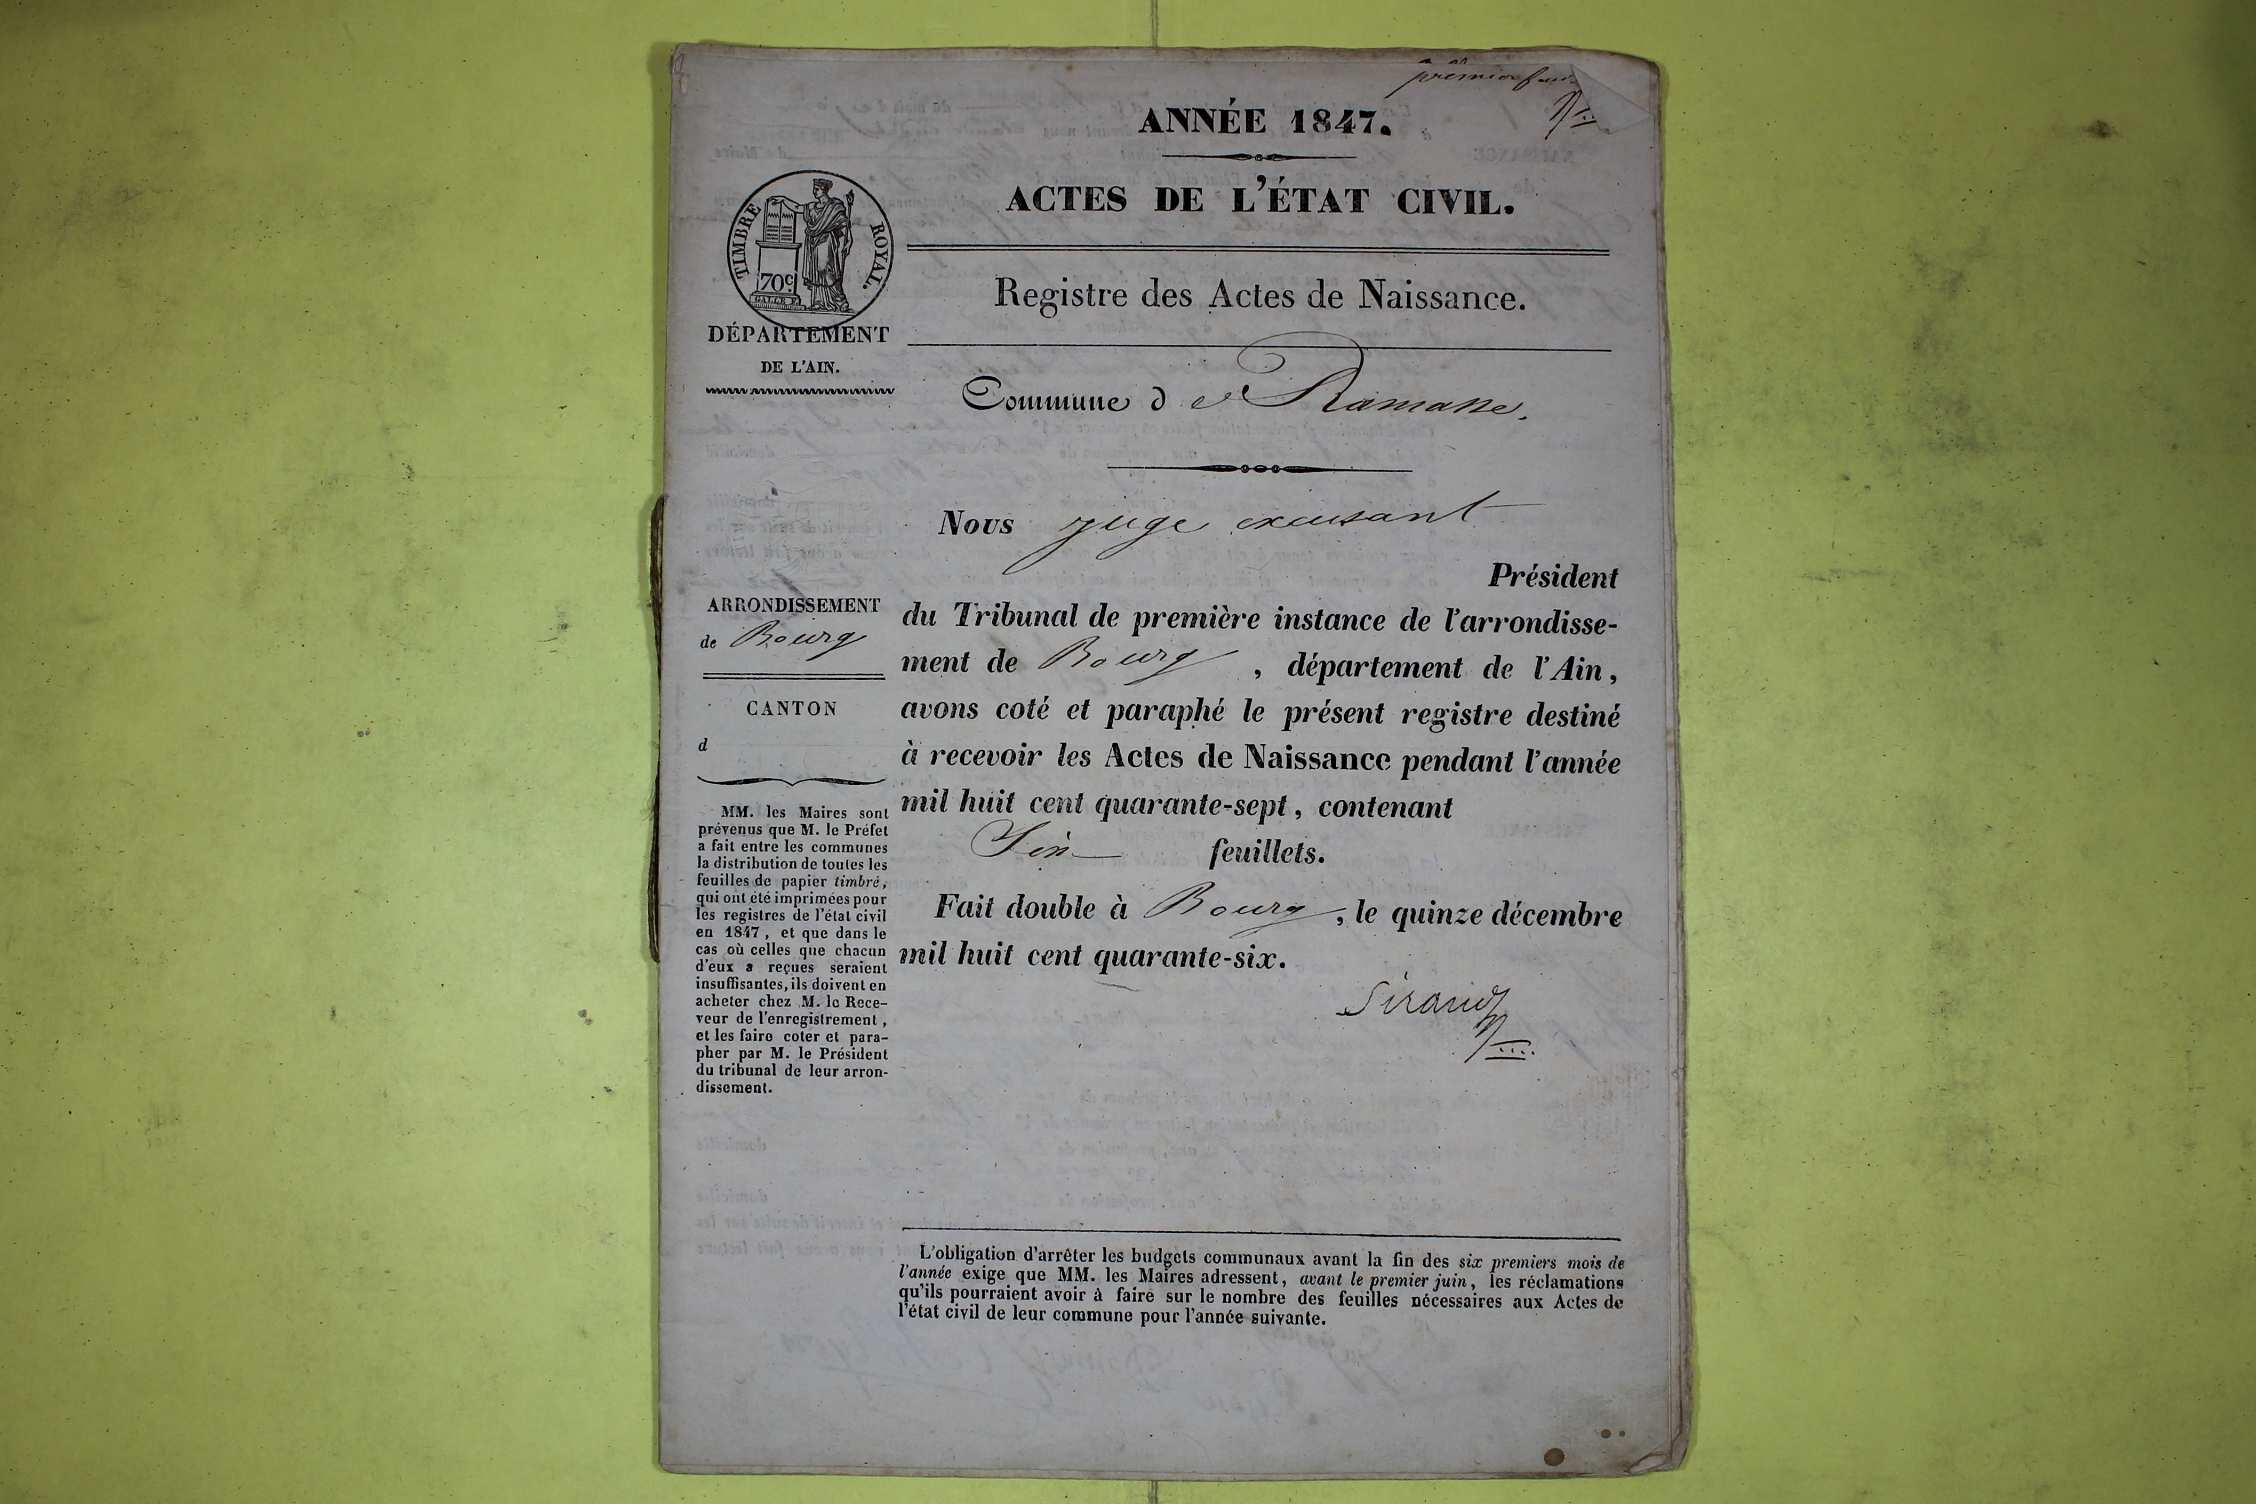 premier feuil
ANNÉE 1847.
ACTES DE L'ÉTAT CIVIL.
TIMBRE ROYAL.
70c
Registre des Actes de Naissance.
DÉPARTEMENT
DE L'AIN.
Commune de Ramasse.
Nous juge excusant
Président
du Tribunal de première instance de l'arrondisse-
ment de Bourg, département de l'Ain,
avons coté et paraphé le présent registre destiné
à recevoir les Actes de Naissance pendant l'année
mil huit cent quarante-sept, contenant
Six feuillets.
Fait double à Bourg, le quinze décembre
mil huit cent quarante-six.
Sirand
ARRONDISSEMENT
de Bourg
CANTON
d
MM. les Maires sont
prévenus que M. le Préfet
a fait entre les communes
la distribution de toutes les
feuilles de papier timbré,
qui ont été imprimées pour
les registres de l'état civil
en 1847, et que dans le
cas où celles que chacun
d'eux a reçues seraient
insuffisantes, ils doivent en
acheter chez M. le Rece-
veur de l'enregistrement,
et les faire coter et para-
pher par M. le Président
du tribunal de leur arron-
dissement.
L'obligation d'arrêter les budgets communaux avant la fin des six premiers mois de
l'année exige que MM. les Maires adressent, avant le premier juin, les réclamations
qu'ils pourraient avoir à faire sur le nombre des feuilles nécessaires aux Actes de
l'état civil de leur commune pour l'année suivante.